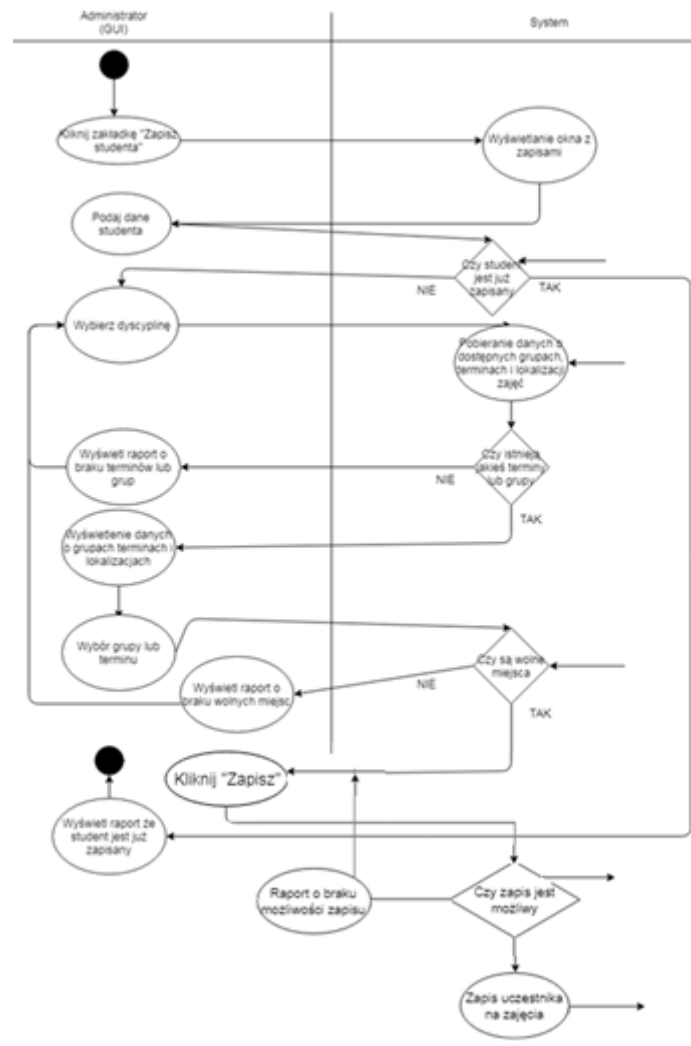 Administrator
(GUI)
System
Kliknij zakładkę "Zapisz
studenta"
Wyświetlanie okna z
zapisami
Podaj dane
studenta
Czy student
jest już
zapisany
NIE
TAK
Wybierz dyscyplinę
Pobieranie danych o
dostępnych grupach,
terminach i lokalizacji
zajęć
Wyświetl raport o
braku terminów lub
grup
Czy istnieją
jakieś terminy
lub grupy
NIE
TAK
Wyświetlenie danych
o grupach terminach i
lokalizacjach
Wybór grupy lub
terminu
Czy są wolne
miejsca
NIE
TAK
Wyświetl raport o
braku wolnych miejsc
Kliknij "Zapisz"
Wyświetl raport że
student jest już
zapisany
Raport o braku
możliwości zapisu
Czy zapis jest
możliwy
Zapis uczestnika
na zajęcia